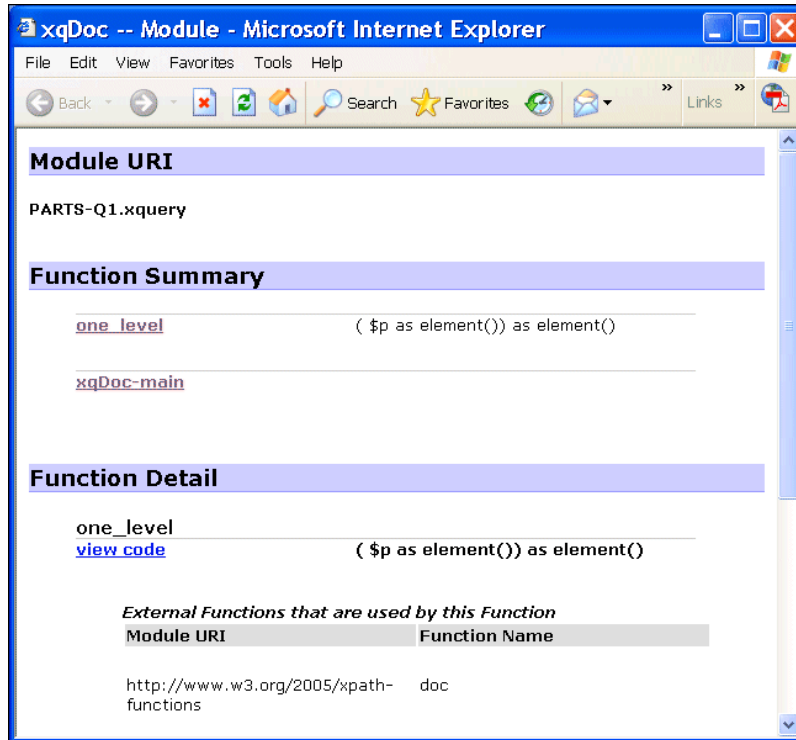 xqDoc -- Module - Microsoft Internet Explorer
File Edit View Favorites Tools Help
Back Search Favorites » Links »
Module URI
PARTS-Q1.xquery
Function Summary
one_level ( $p as element()) as element()
xqDoc-main
Function Detail
one_level
view code ( $p as element()) as element()
External Functions that are used by this Function
Module URI Function Name
http://www.w3.org/2005/xpath- doc
functions